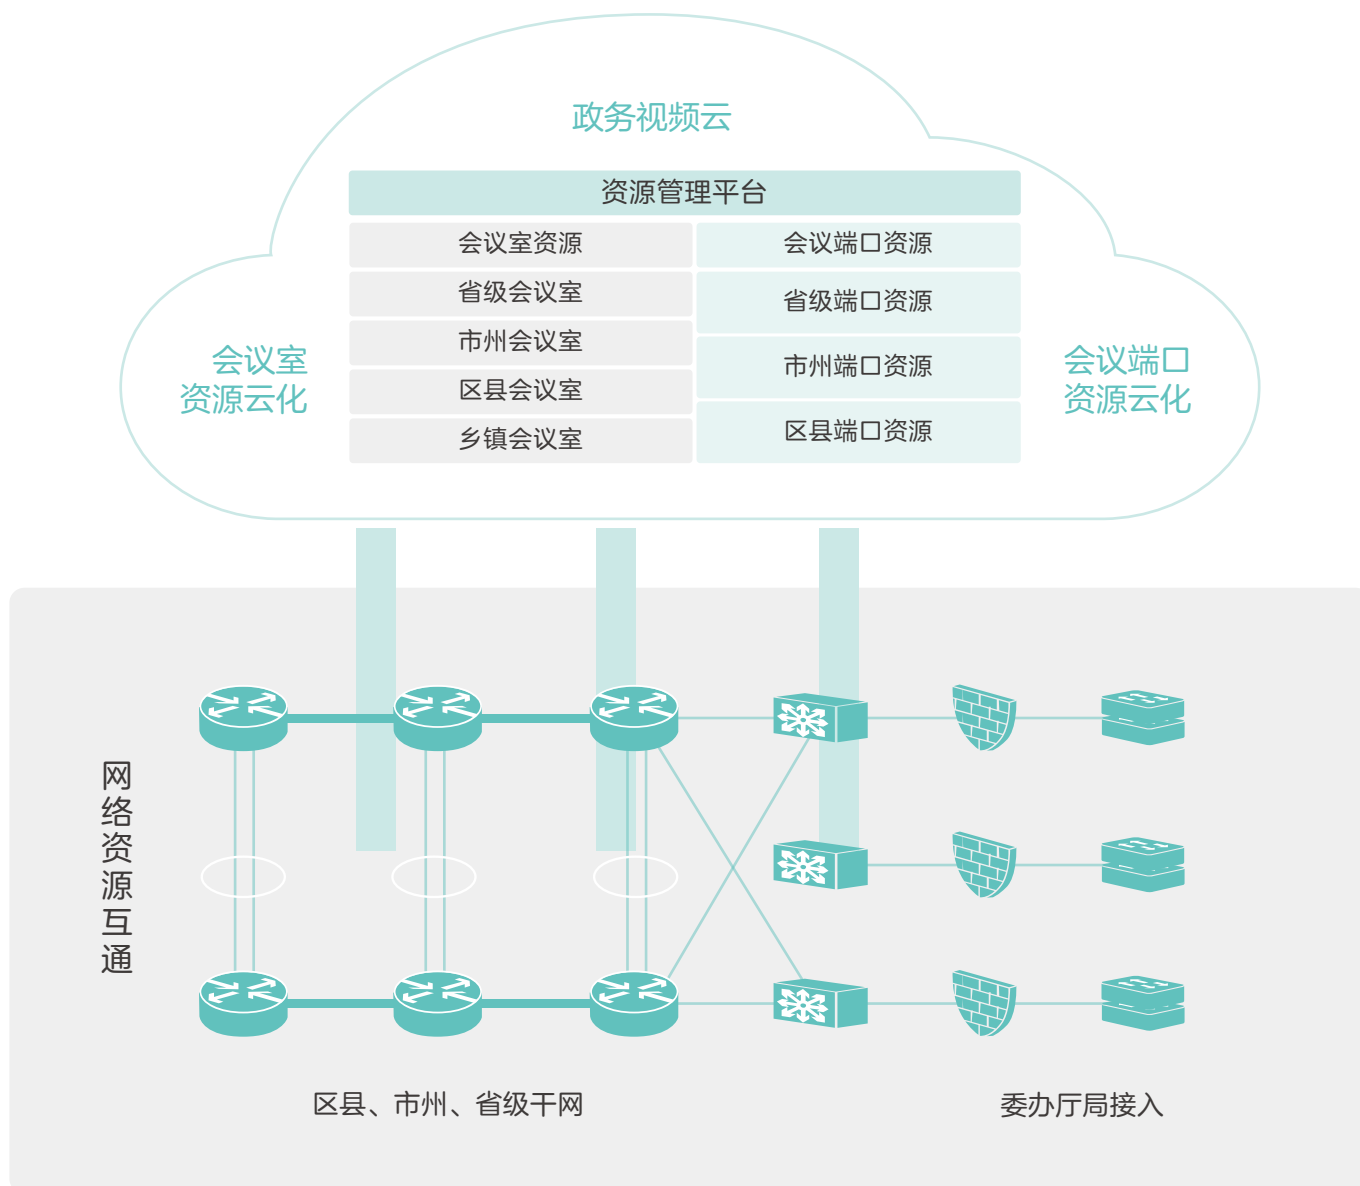 政务视频云
资源管理平台
会议室资源
会议端口资源
省级会议室
省级端口资源
市州会议室
市州端口资源
区县会议室
区县端口资源
乡镇会议室
会议室
资源云化
会议端口
资源云化
网络资源互通
区县、市州、省级干网
委办厅局接入